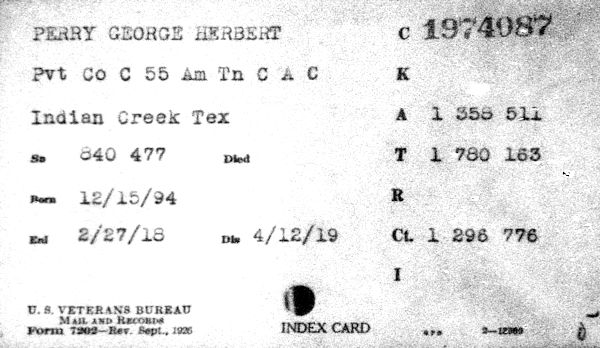 PERRY GEORGE HERBERT C 1974087
Pvt Co C 55 Am Tn C A C K
Indian Creek Tex A 1 358 511
Sn 840 477 Died T 1 780 163
Born 12/15/94 R
Enl 2/27/18 Dis 4/12/19 Ct. 1 296 776
I
U. S. VETERANS BUREAU
MAIL AND RECORDS
Form 7202—Rev. Sept., 1926
INDEX CARD